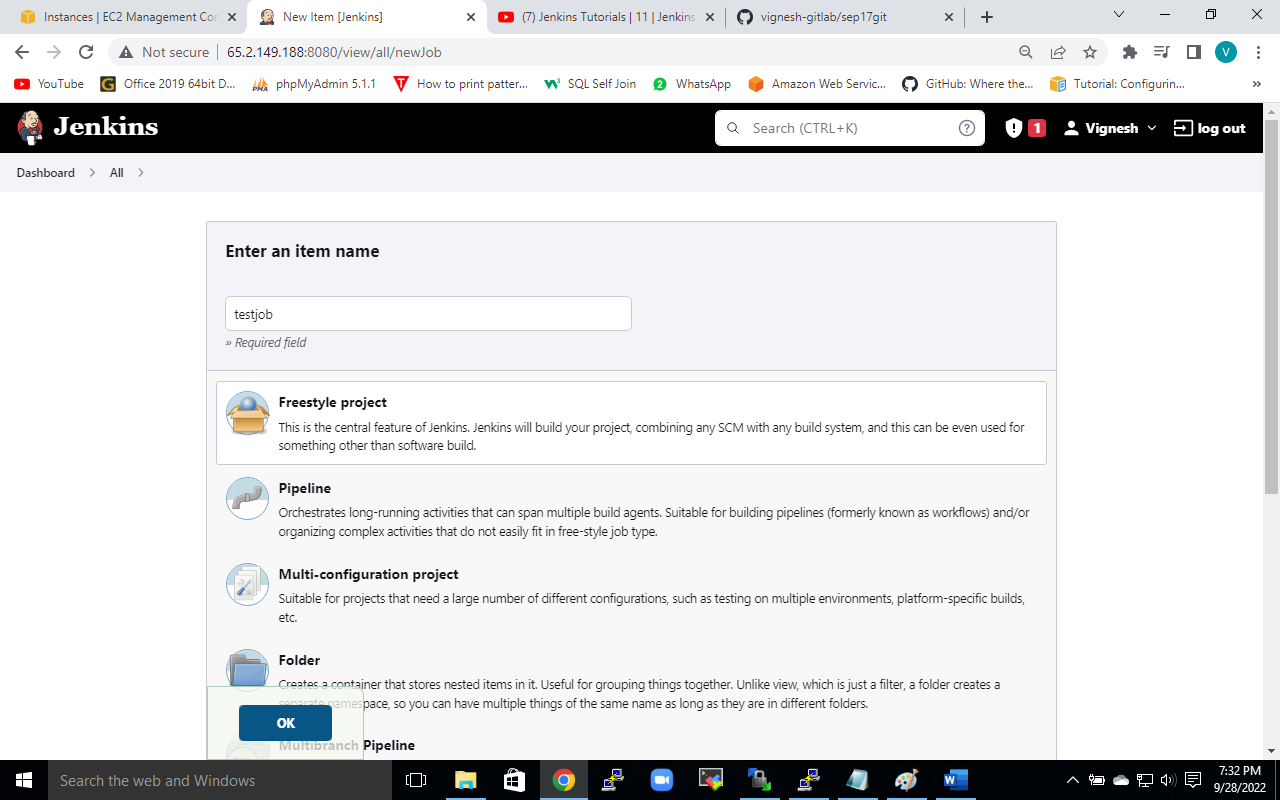 Instances | EC2 Management Con
New Item [Jenkins]
(7) Jenkins Tutorials | 11 | Jenkins
vignesh-gitlab/sep17git
Not secure
65.2.149.188:8080/view/all/newJob
V
YouTube
Office 2019 64bit D...
phpMyAdmin 5.1.1
How to print patter...
SQL Self Join
2
WhatsApp
Amazon Web Servic...
GitHub: Where the...
Tutorial: Configurin...
»
Jenkins
Search (CTRL+K)
1
Vignesh
log out
Dashboard
All
Enter an item name
testjob
» Required field
Freestyle project
This is the central feature of Jenkins. Jenkins will build your project, combining any SCM with any build system, and this can be even used for
something other than software build.
Pipeline
Orchestrates long-running activities that can span multiple build agents. Suitable for building pipelines (formerly known as workflows) and/or
organizing complex activities that do not easily fit in free-style job type.
Multi-configuration project
Suitable for projects that need a large number of different configurations, such as testing on multiple environments, platform-specific builds,
etc.
Folder
Creates a container that stores nested items in it. Useful for grouping things together. Unlike view, which is just a filter, a folder creates a
separate namespace, so you can have multiple things of the same name as long as they are in different folders.
OK
Multibranch Pipeline
Search the web and Windows
7:32 PM
9/28/2022